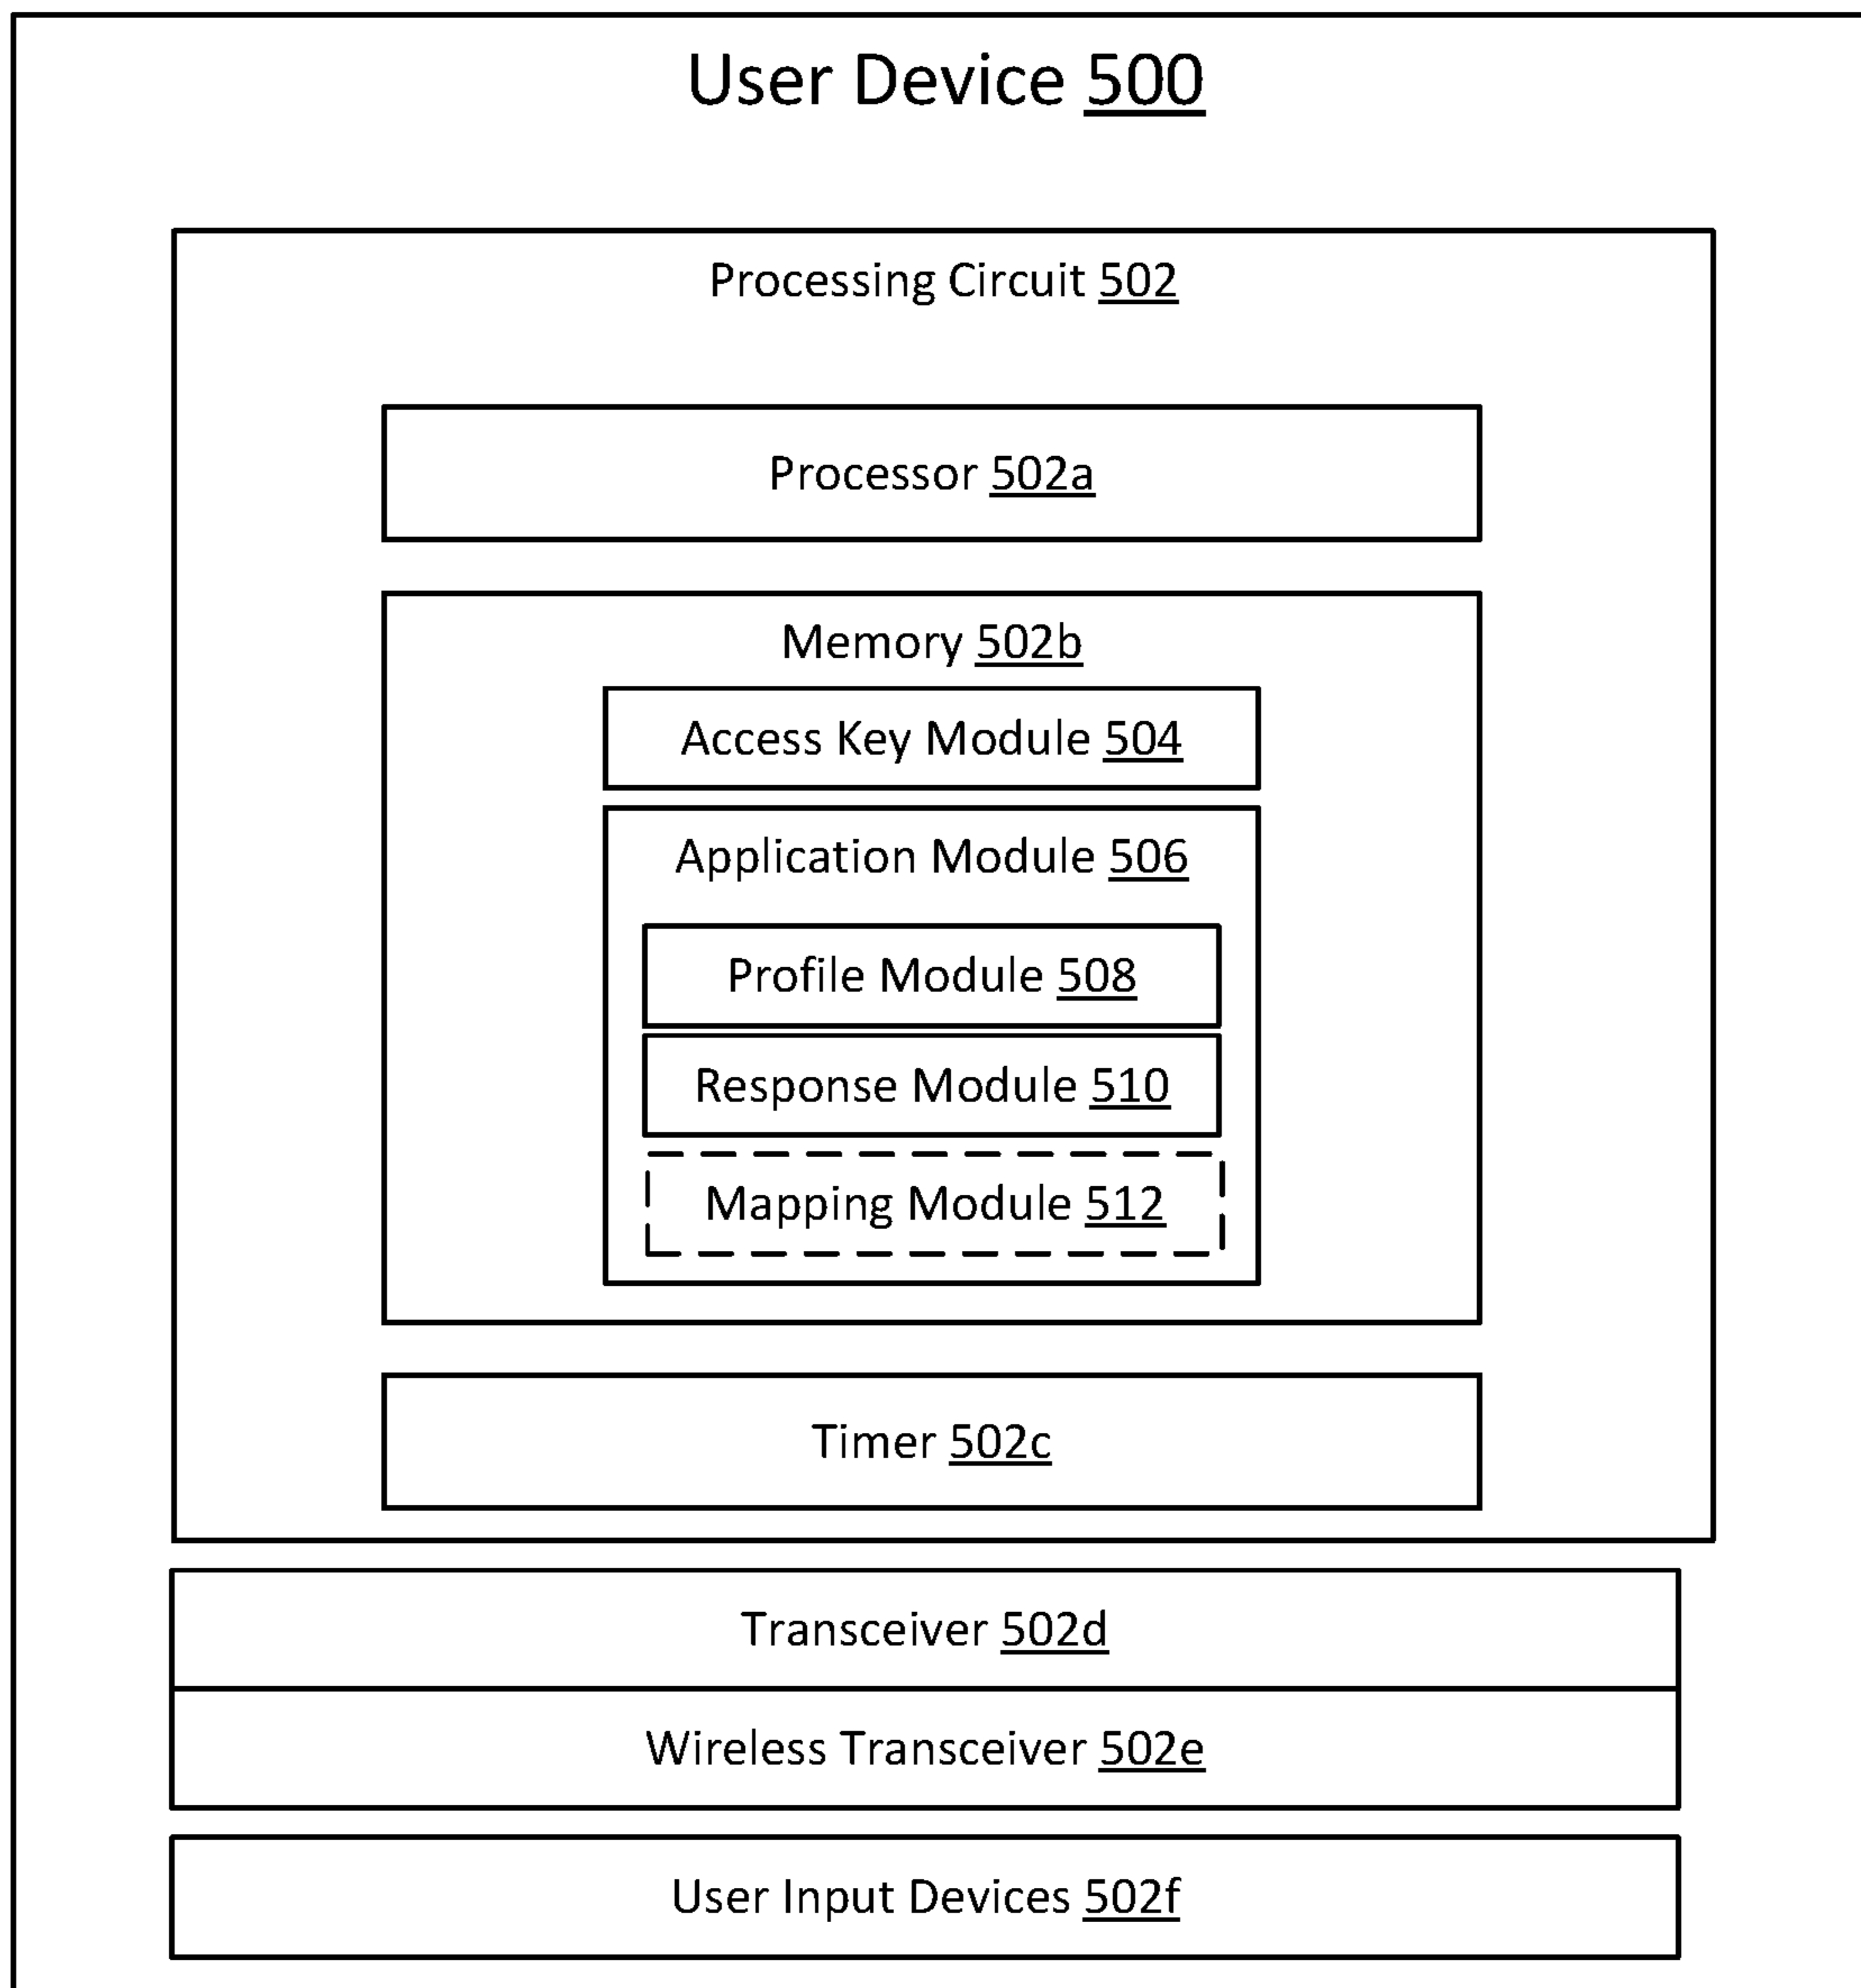 User Device 500
Processing Circuit 502
Processor 502a
Memory 502b
Access Key Module 504
Application Module 506
Profile Module 508
Response Module 510
Mapping Module 512
Timer 502c
Transceiver 502d
Wireless Transceiver 502e
User Input Devices 502f